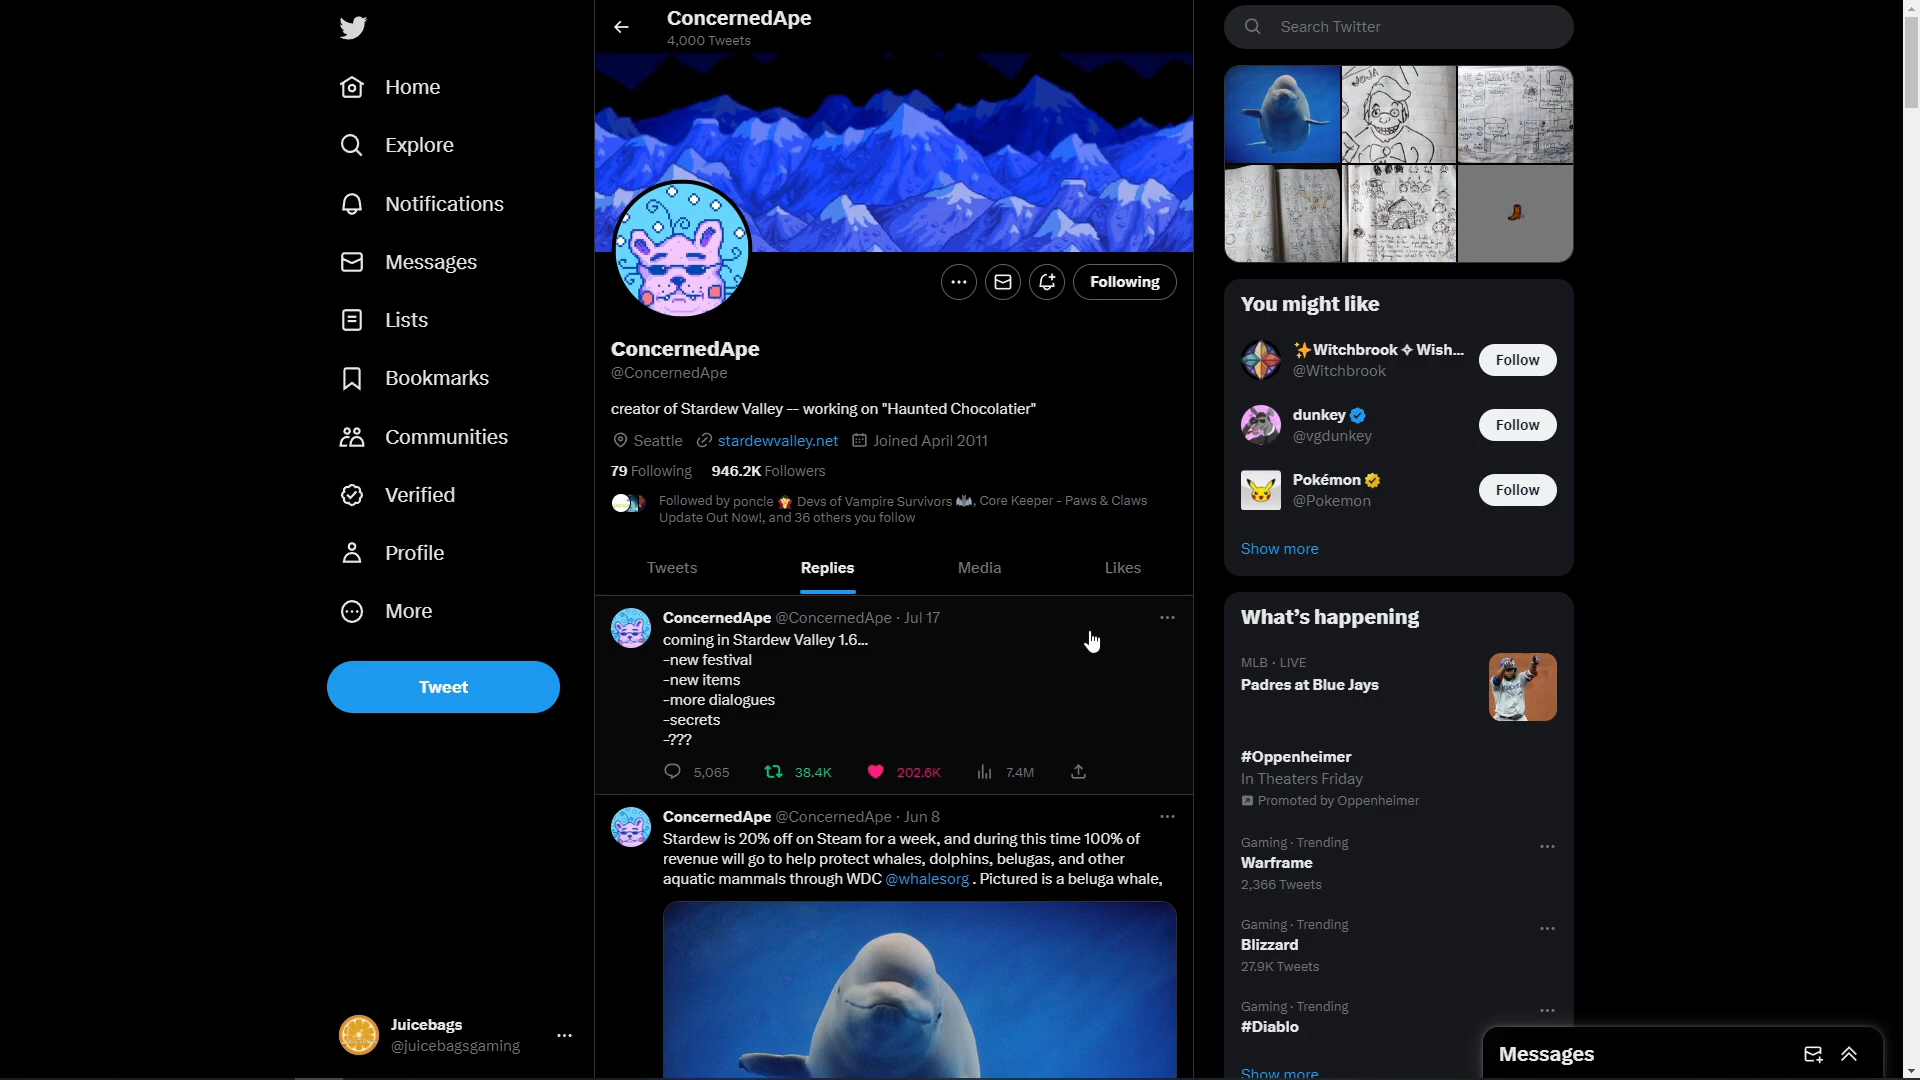 Home
Explore
Notifications
Messages
Lists
Bookmarks
Communities
Verified
Profile
More
Tweet
Juicebags
@juicebagsgaming
ConcernedApe
4,000 Tweets
Following
ConcernedApe
@ConcernedApe
creator of Stardew Valley -- working on "Haunted Chocolatier"
Seattle stardewvalley.net Joined April 2011
79 Following 946.2K Followers
Followed by poncle Devs of Vampire Survivors, Core Keeper - Paws & Claws
Update Out Now!, and 36 others you follow
Tweets Replies Media Likes
ConcernedApe @ConcernedApe · Jul 17
coming in Stardew Valley 1.6...
-new festival
-new items
-more dialogues
-secrets
-???
5,065 38.4K 202.6K 7.4M
ConcernedApe @ConcernedApe · Jun 8
Stardew is 20% off on Steam for a week, and during this time 100% of
revenue will go to help protect whales, dolphins, belugas, and other
aquatic mammals through WDC @whalesorg . Pictured is a beluga whale,
Search Twitter
You might like
Witchbrook ✧ Wish...
@Witchbrook
Follow
dunkey
@vgdunkey
Follow
Pokémon
@Pokemon
Follow
Show more
What's happening
MLB · LIVE
Padres at Blue Jays
#Oppenheimer
In Theaters Friday
Promoted by Oppenheimer
Gaming · Trending
Warframe
2,366 Tweets
Gaming · Trending
Blizzard
27.9K Tweets
Gaming · Trending
#Diablo
Show more
Messages